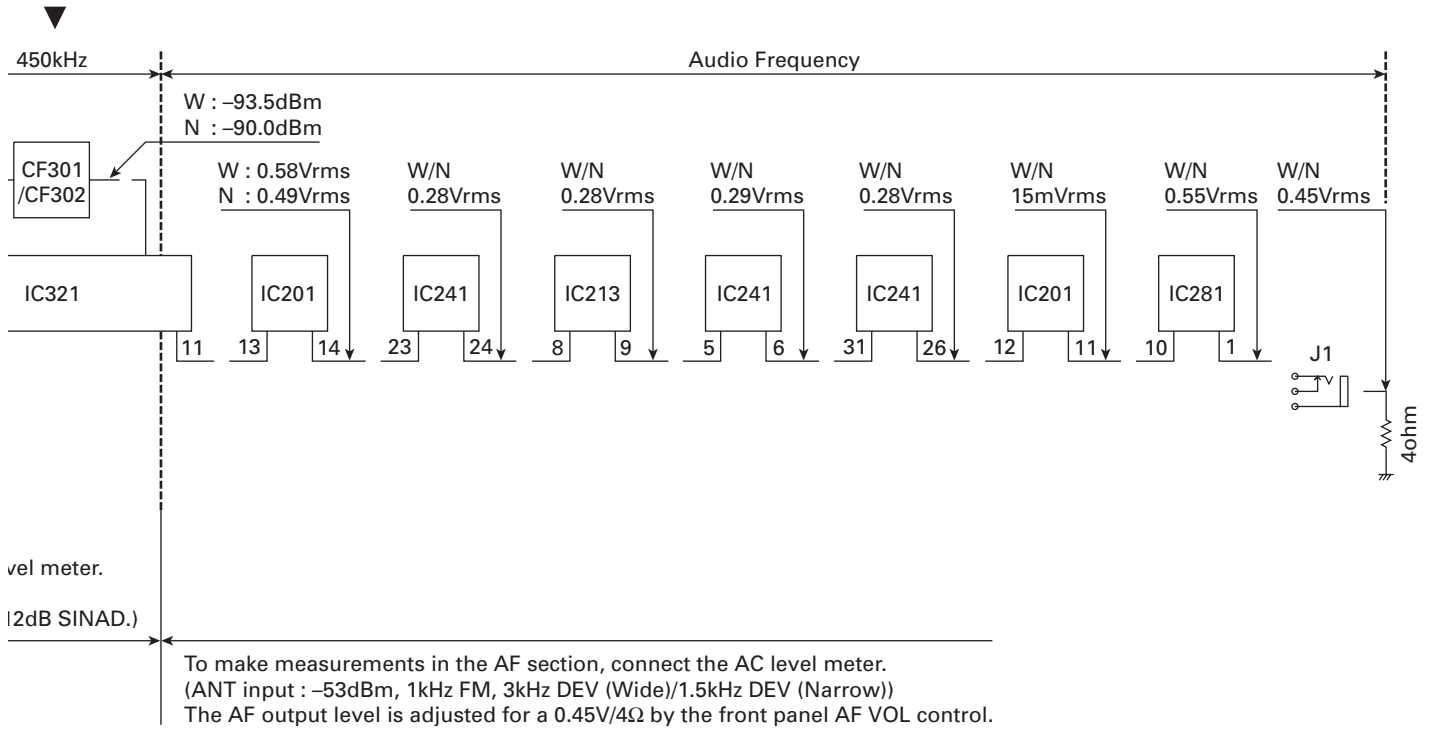 450kHz
Audio Frequency
W : –93.5dBm
N : –90.0dBm
CF301
/CF302
W : 0.58Vrms
N : 0.49Vrms
W/N
0.28Vrms
W/N
0.28Vrms
W/N
0.29Vrms
W/N
0.28Vrms
W/N
15mVrms
W/N
0.55Vrms
W/N
0.45Vrms
IC321
IC201
IC241
IC213
IC241
IC241
IC201
IC281
11
13
14
23
24
8
9
5
6
31
26
12
11
10
1
J1
4ohm
vel meter.
12dB SINAD.)
To make measurements in the AF section, connect the AC level meter.
(ANT input : –53dBm, 1kHz FM, 3kHz DEV (Wide)/1.5kHz DEV (Narrow))
The AF output level is adjusted for a 0.45V/4Ω by the front panel AF VOL control.